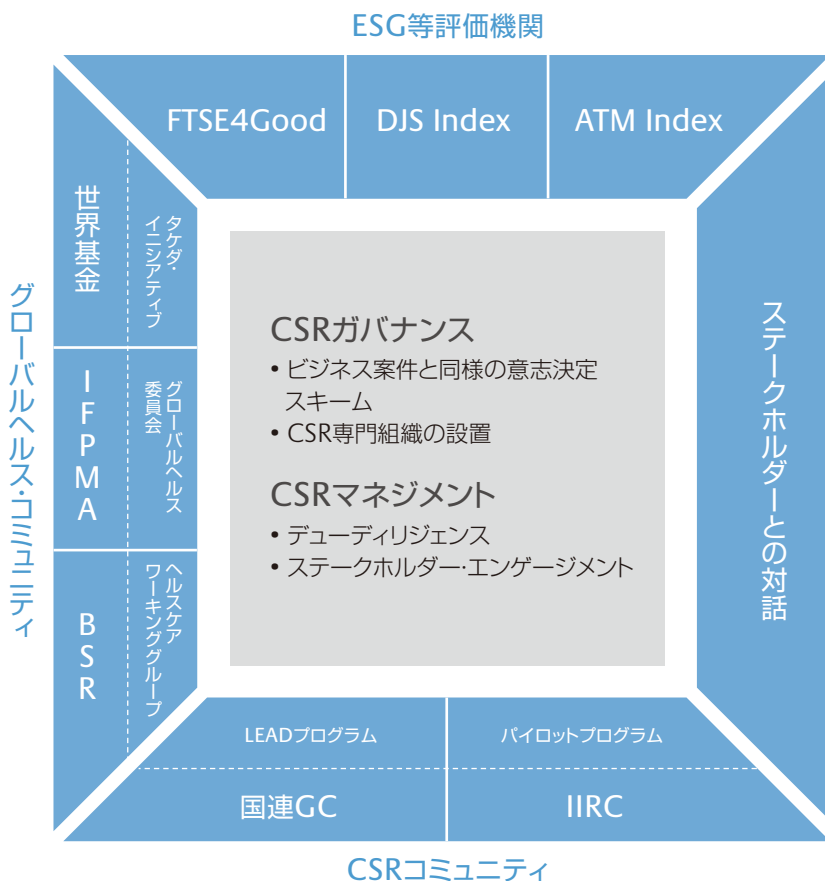 ESG等評価機関
FTSE4Good
DJS Index
ATM Index
グローバルヘルス・コミュニティ
世界基金
タケダ・
イニシアティブ
IFPMA
グローバルヘルス
委員会
BSR
ヘルスケア
ワーキンググループ
CSRガバナンス
• ビジネス案件と同様の意志決定
スキーム
• CSR専門組織の設置
CSRマネジメント
• デューディリジェンス
• ステークホルダー・エンゲージメント
ステークホルダーとの対話
LEADプログラム
パイロットプログラム
国連GC
IIRC
CSRコミュニティ